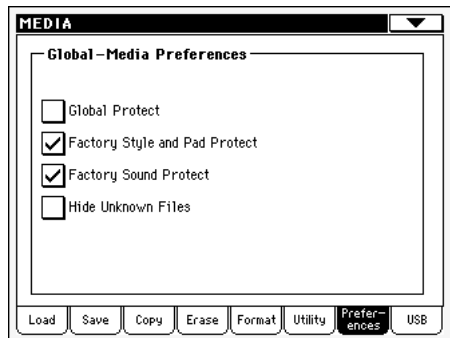 MEDIA
Global-Media Preferences
Global Protect
Factory Style and Pad Protect
Factory Sound Protect
Hide Unknown Files
Load Save Copy Erase Format Utility Prefer-
ences USB